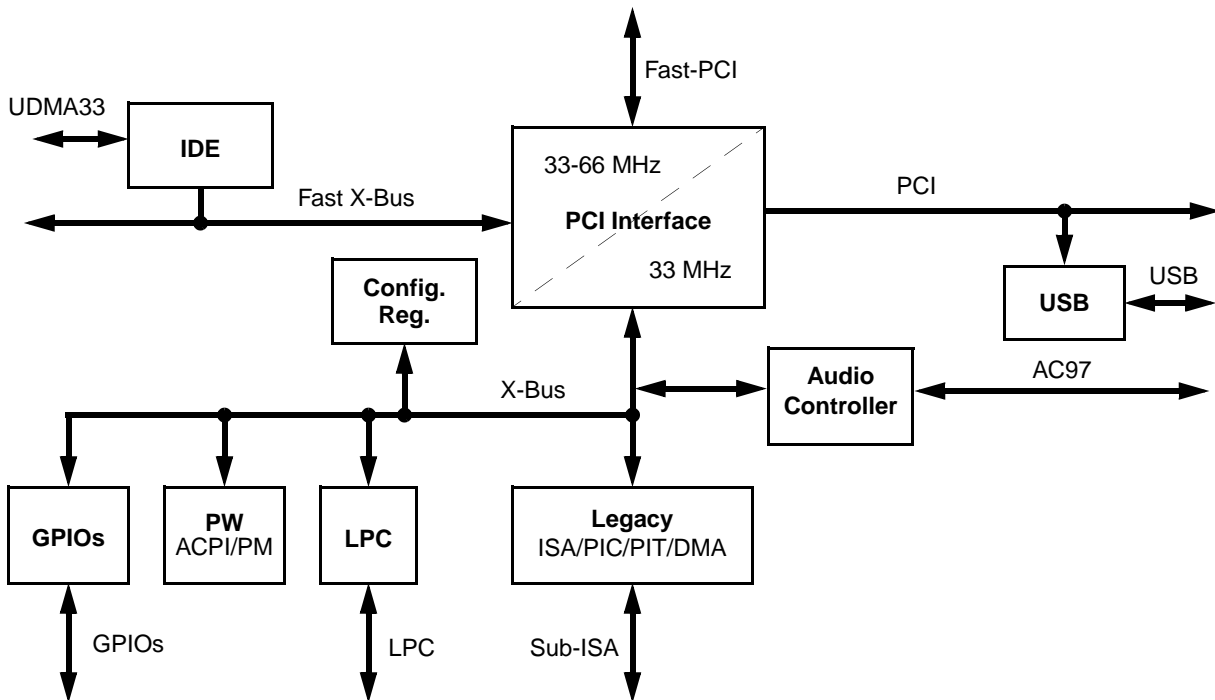 Fast-PCI
UDMA33
IDE
33-66 MHz
Fast X-Bus
PCI
PCI Interface
33 MHz
Config.
Reg.
USB
USB
X-Bus
Audio
Controller
AC97
GPIOs
PW
ACPI/PM
LPC
Legacy
ISA/PIC/PIT/DMA
GPIOs
LPC
Sub-ISA